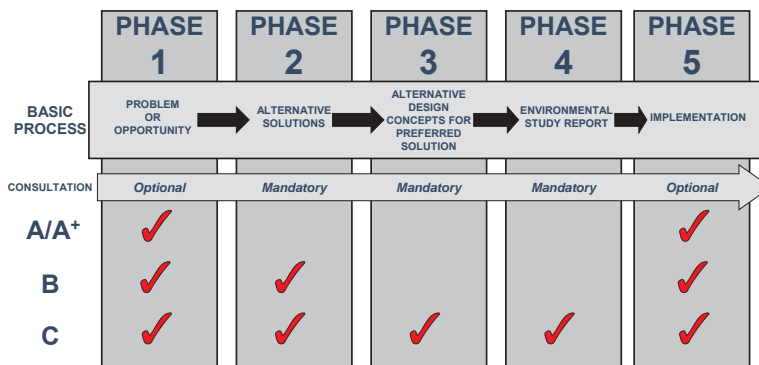 PHASE 1
PHASE 2
PHASE 3
PHASE 4
PHASE 5
BASIC
PROCESS
PROBLEM
OR
OPPORTUNITY
ALTERNATIVE
SOLUTIONS
ALTERNATIVE
DESIGN
CONCEPTS FOR
PREFERRED
SOLUTION
ENVIRONMENTAL
STUDY REPORT
IMPLEMENTATION
CONSULTATION
Optional
Mandatory
Mandatory
Mandatory
Optional
A/A+
B
C